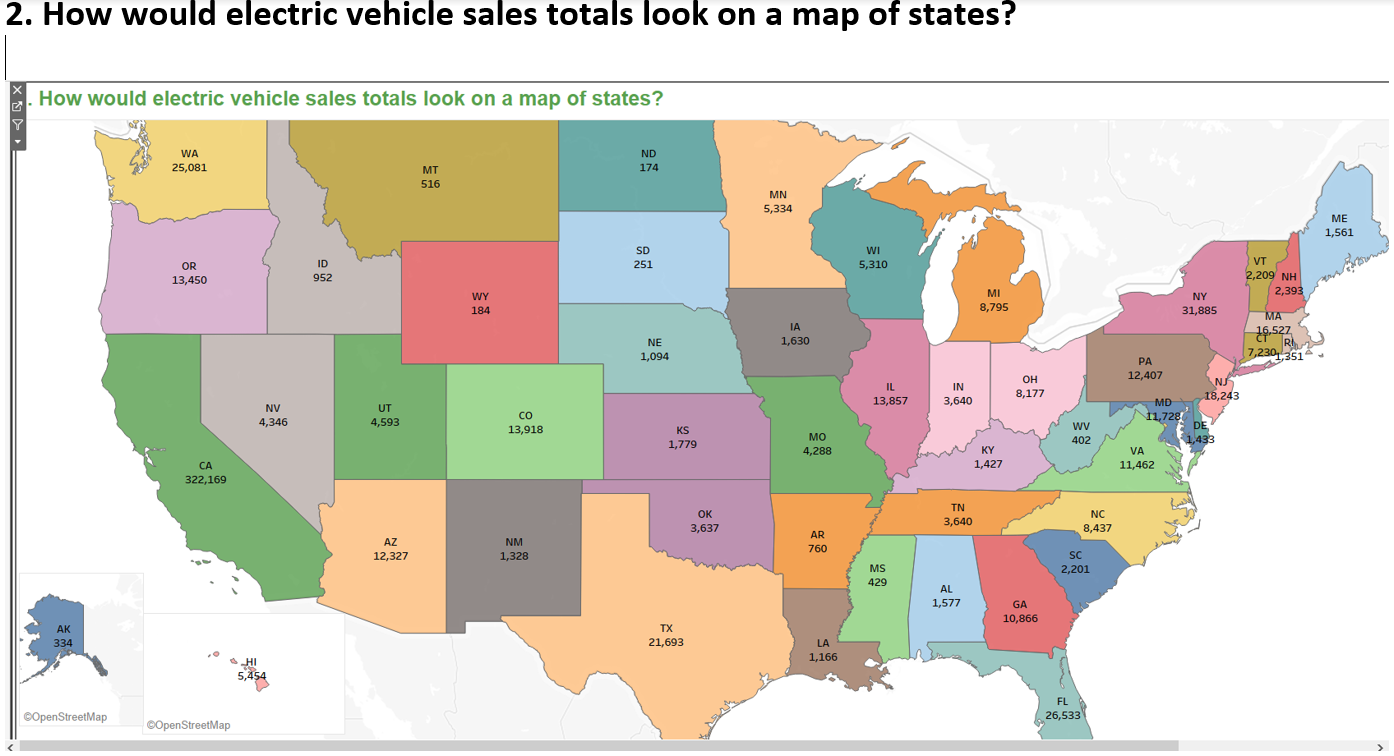 2. How would electric vehicle sales totals look on a map of states?
. How would electric vehicle sales totals look on a map of states?
WA
25,081
MT
516
ND
174
MN
5,334
OR
13,450
ID
952
WY
184
SD
251
WI
5,310
MI
8,795
NY
31,885
VT
2,209
NH
2,393
ME
1,561
MA
16,527
CT
7,230
RI
1,351
NE
1,094
IA
1,630
IL
13,857
IN
3,640
OH
8,177
PA
12,407
NJ
18,243
NV
4,346
UT
4,593
CO
13,918
KS
1,779
MO
4,288
KY
1,427
WV
402
MD
11,728
DE
1,433
VA
11,462
CA
322,169
AZ
12,327
NM
1,328
OK
3,637
AR
760
TN
3,640
NC
8,437
SC
2,201
MS
429
AL
1,577
GA
10,866
TX
21,693
LA
1,166
FL
26,533
AK
334
HI
5,454
©OpenStreetMap
©OpenStreetMap